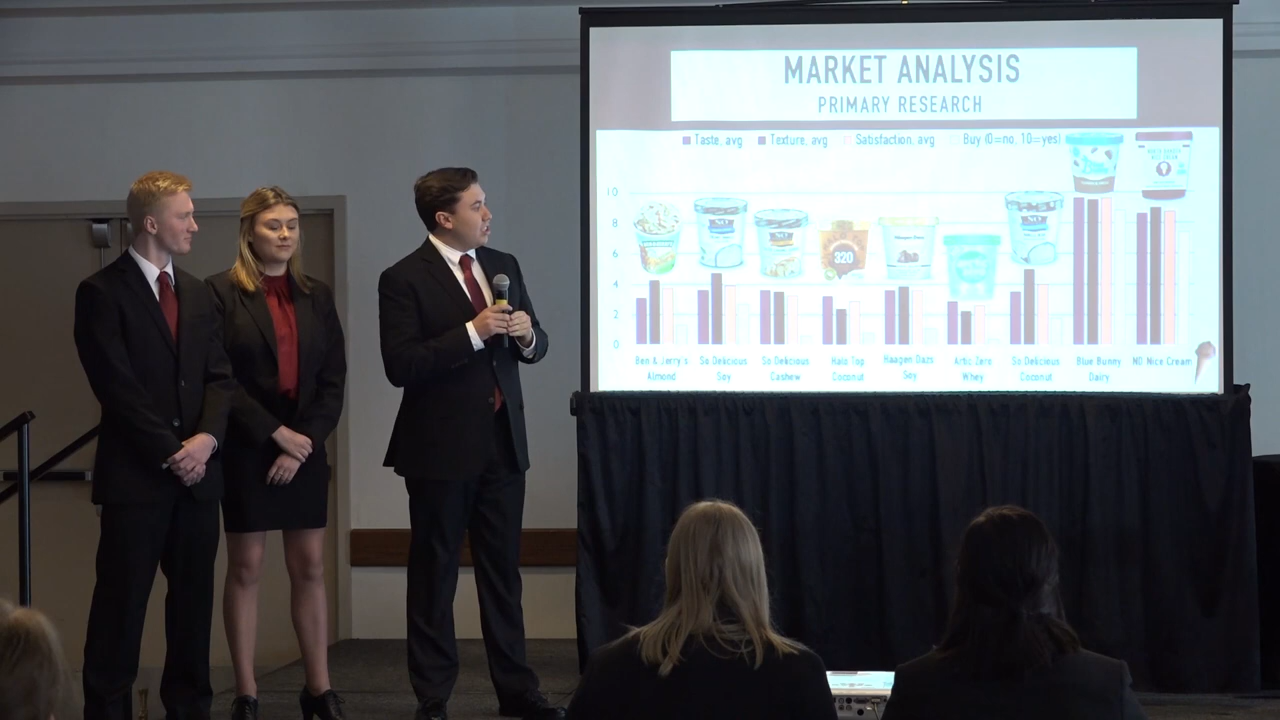 MARKET ANALYSIS
PRIMARY RESEARCH
Taste, avg Texture, avg Satisfaction, avg Buy (0=no, 10=yes)
10
8
6
4
2
0
320
Häagen-Dazs
Ben & Jerry's Almond
So Delicious Soy
So Delicious Cashew
Halo Top Coconut
Haagen Dazs Soy
Artic Zero Whey
So Delicious Coconut
Blue Bunny Dairy
ND Nice Cream